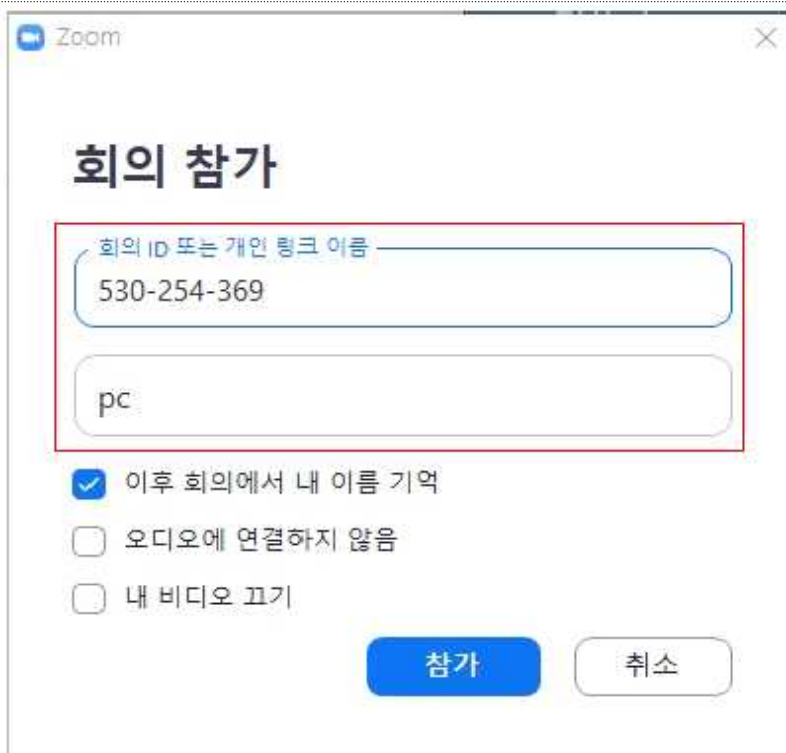 Zoom
회의 참가
회의 ID 또는 개인 링크 이름
530-254-369
pc
이후 회의에서 내 이름 기억
오디오에 연결하지 않음
내 비디오 끄기
참가 취소